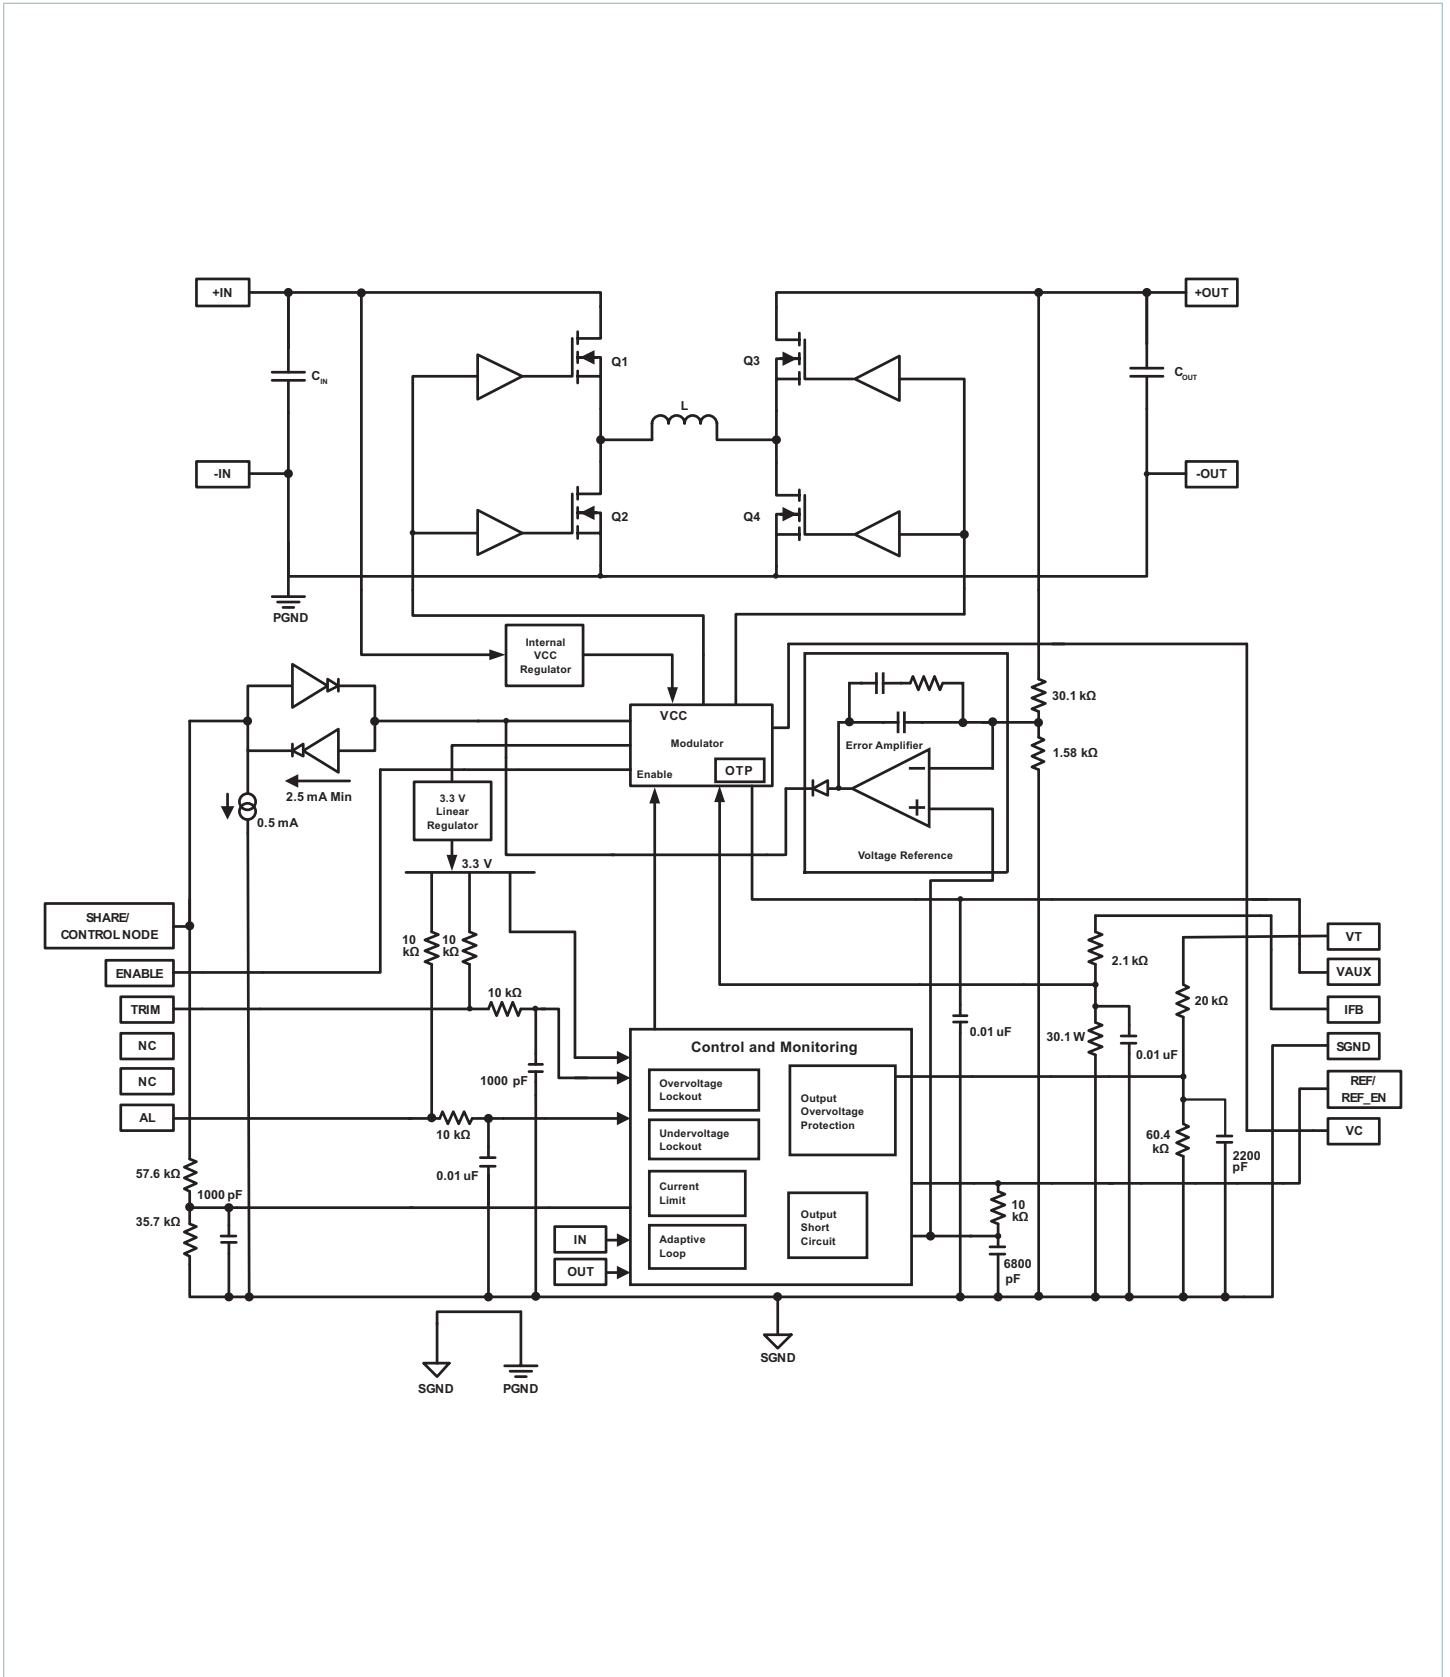 +IN
+OUT
Q1
Q3
CIN
COUT
L
-IN
-OUT
Q2
Q4
PGND
Internal
VCC
Regulator
30.1 kΩ
VCC
Modulator
Error Amplifier
1.58 kΩ
OTP
Enable
2.5 mA Min
3.3 V
Linear
Regulator
0.5 mA
Voltage Reference
3.3 V
SHARE/
CONTROL NODE
VT
10
kΩ
10
kΩ
2.1 kΩ
ENABLE
VAUX
10 kΩ
20 kΩ
TRIM
IFB
0.01 uF
30.1 W
NC
Control and Monitoring
SGND
0.01 uF
1000 pF
NC
Overvoltage
Lockout
Output
Overvoltage
Protection
REF/
REF_EN
AL
10 kΩ
Undervoltage
Lockout
60.4
kΩ
VC
2200
pF
57.6 kΩ
0.01 uF
1000 pF
Current
Limit
35.7 kΩ
10
kΩ
Output
Short
Circuit
IN
Adaptive
Loop
OUT
6800
pF
SGND
SGND
PGND